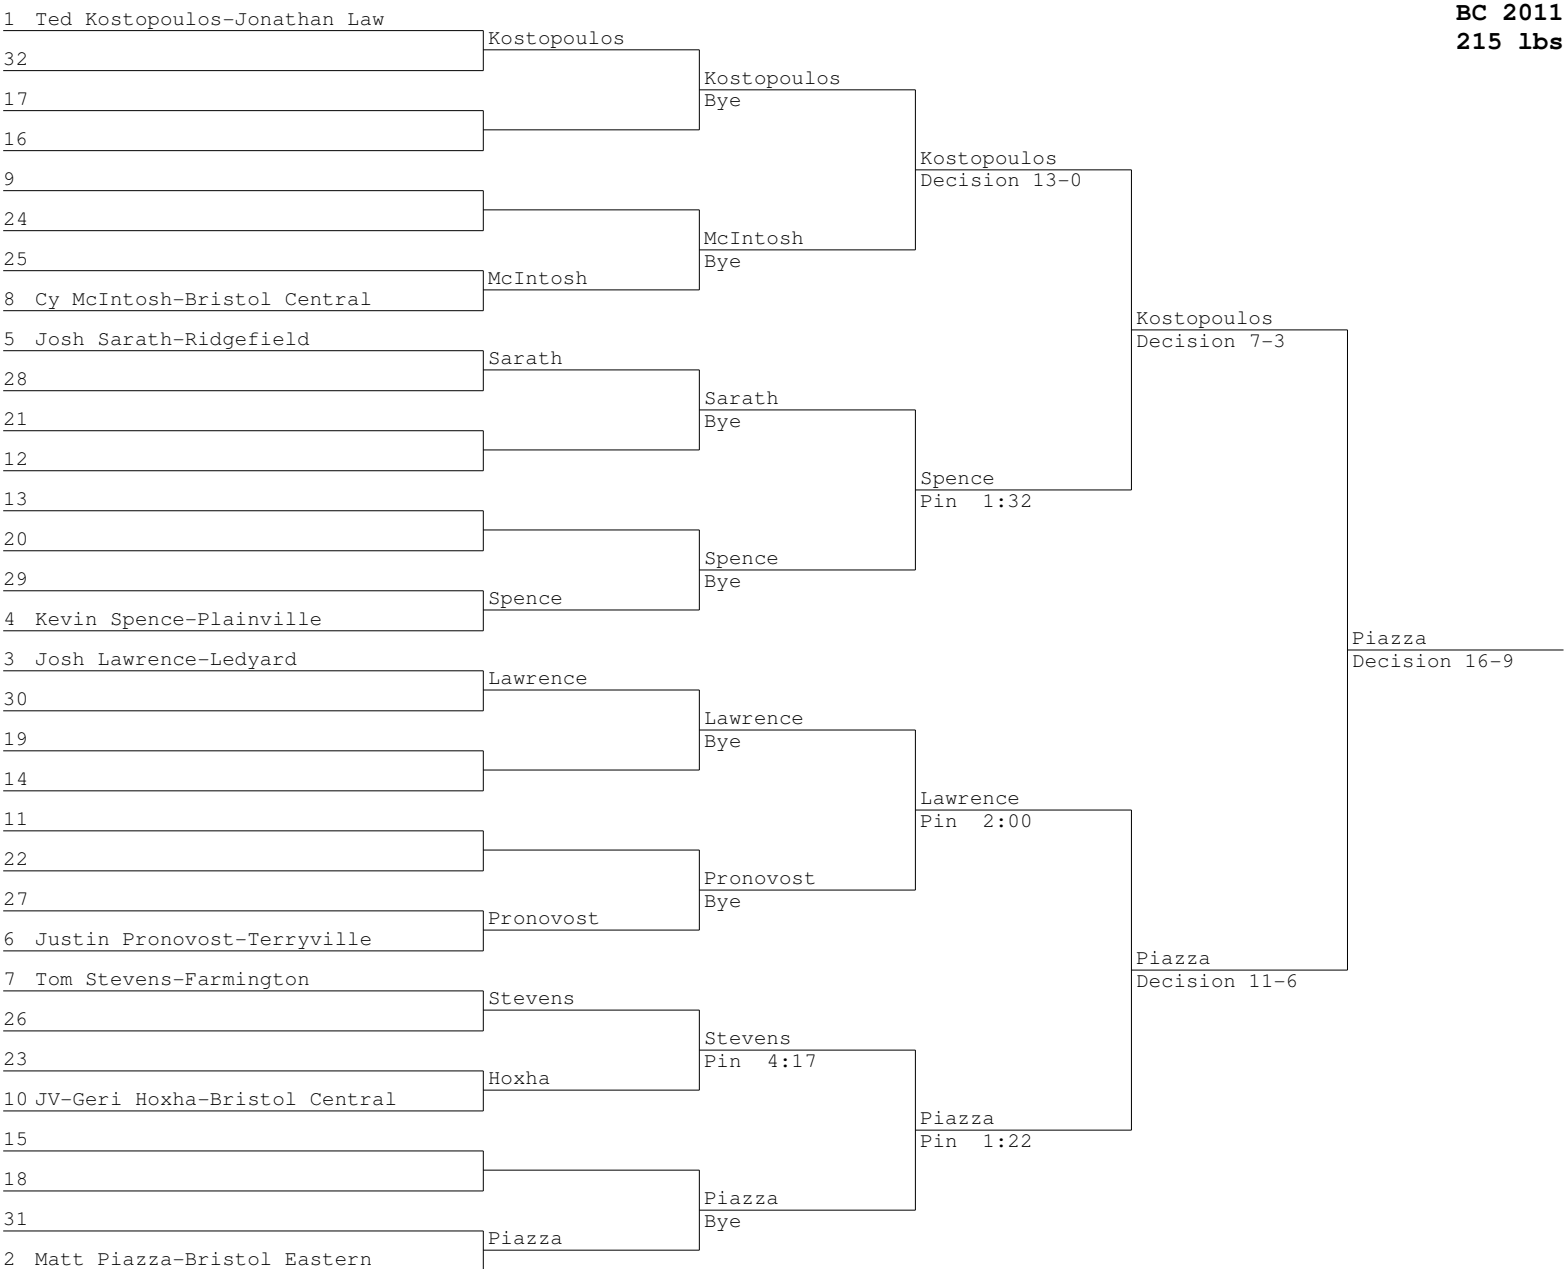 BC 2011
215 lbs
1 Ted Kostopoulos-Jonathan Law
32
17
16
9
24
25
8 Cy McIntosh-Bristol Central
5 Josh Sarath-Ridgefield
28
21
12
13
20
29
4 Kevin Spence-Plainville
3 Josh Lawrence-Ledyard
30
19
14
11
22
27
6 Justin Pronovost-Terryville
7 Tom Stevens-Farmington
26
23
10 JV-Geri Hoxha-Bristol Central
15
18
31
2 Matt Piazza-Bristol Eastern
Kostopoulos
McIntosh
Sarath
Spence
Lawrence
Pronovost
Stevens
Hoxha
Piazza
Kostopoulos
Bye
McIntosh
Bye
Sarath
Bye
Spence
Bye
Lawrence
Bye
Pronovost
Bye
Stevens
Pin 4:17
Piazza
Bye
Kostopoulos
Decision 13-0
Spence
Pin 1:32
Lawrence
Pin 2:00
Piazza
Pin 1:22
Kostopoulos
Decision 7-3
Piazza
Decision 11-6
Piazza
Decision 16-9